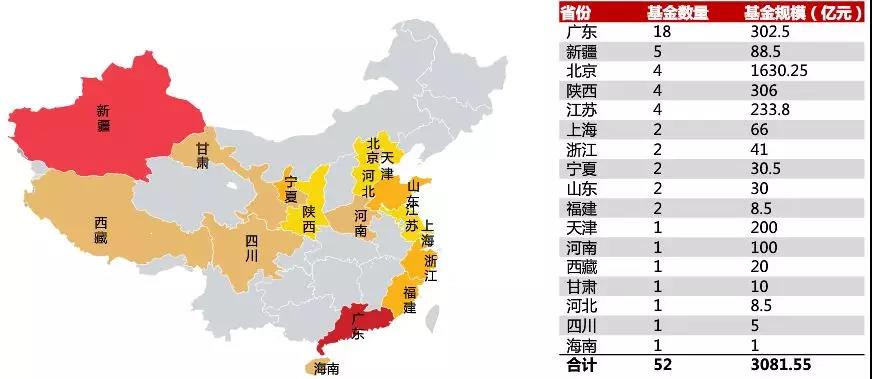 新疆
甘肃
西藏
四川
宁夏
陕西
北京
天津
河北
山东
河南
江苏
上海
浙江
福建
广东
海南
省份 基金数量 基金规模（亿元）
广东 18 302.5
新疆 5 88.5
北京 4 1630.25
陕西 4 306
江苏 4 233.8
上海 2 66
浙江 2 41
宁夏 2 30.5
山东 2 30
福建 2 8.5
天津 1 200
河南 1 100
西藏 1 20
甘肃 1 10
河北 1 8.5
四川 1 5
海南 1 1
合计 52 3081.55